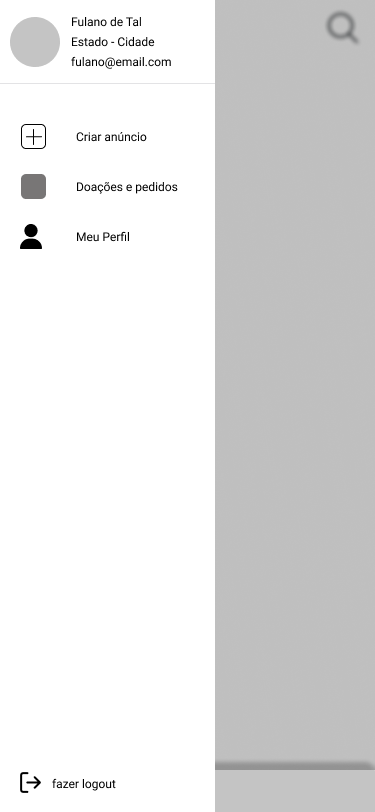 Fulano de Tal
Estado - Cidade
fulano@email.com
Criar anúncio
Doações e pedidos
Meu Perfil
fazer logout